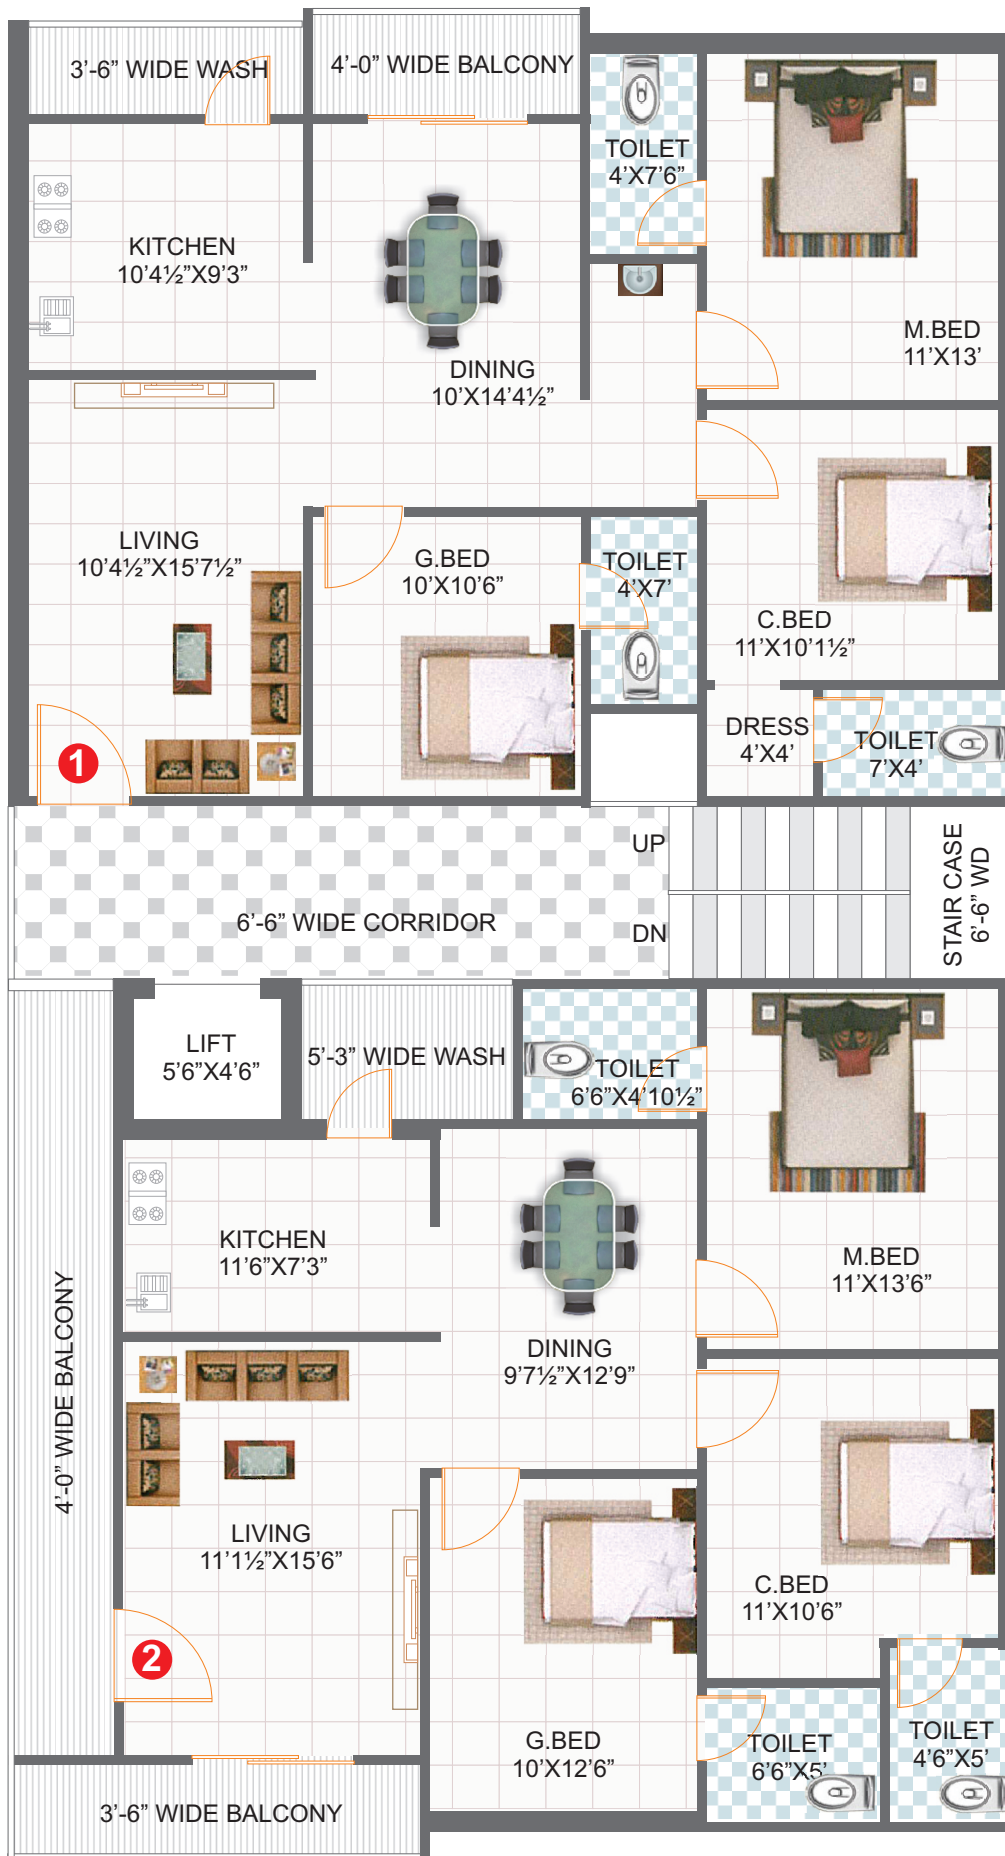 3’-6” WIDE WASH
4’-0” WIDE BALCONY
TOILET
4’X7’6”
KITCHEN
10’4½”X9’3”
M.BED
11’X13’
DINING
10’X14’4½”
LIVING
10’4½”X15’7½”
G.BED
10’X10’6”
TOILET
4’X7’
C.BED
11’X10’1½”
DRESS
4’X4’
TOILET
7’X4’
1
UP
DN
6’-6” WIDE CORRIDOR
STAIR CASE
6’-6” WD
LIFT
5’6”X4’6”
5’-3” WIDE WASH
TOILET
6’6”X4’10½”
KITCHEN
11’6”X7’3”
M.BED
11’X13’6”
DINING
9’7½”X12’9”
4’-0” WIDE BALCONY
LIVING
11’1½”X15’6”
C.BED
11’X10’6”
2
G.BED
10’X12’6”
TOILET
6’6”X5’
TOILET
4’6”X5’
3’-6” WIDE BALCONY